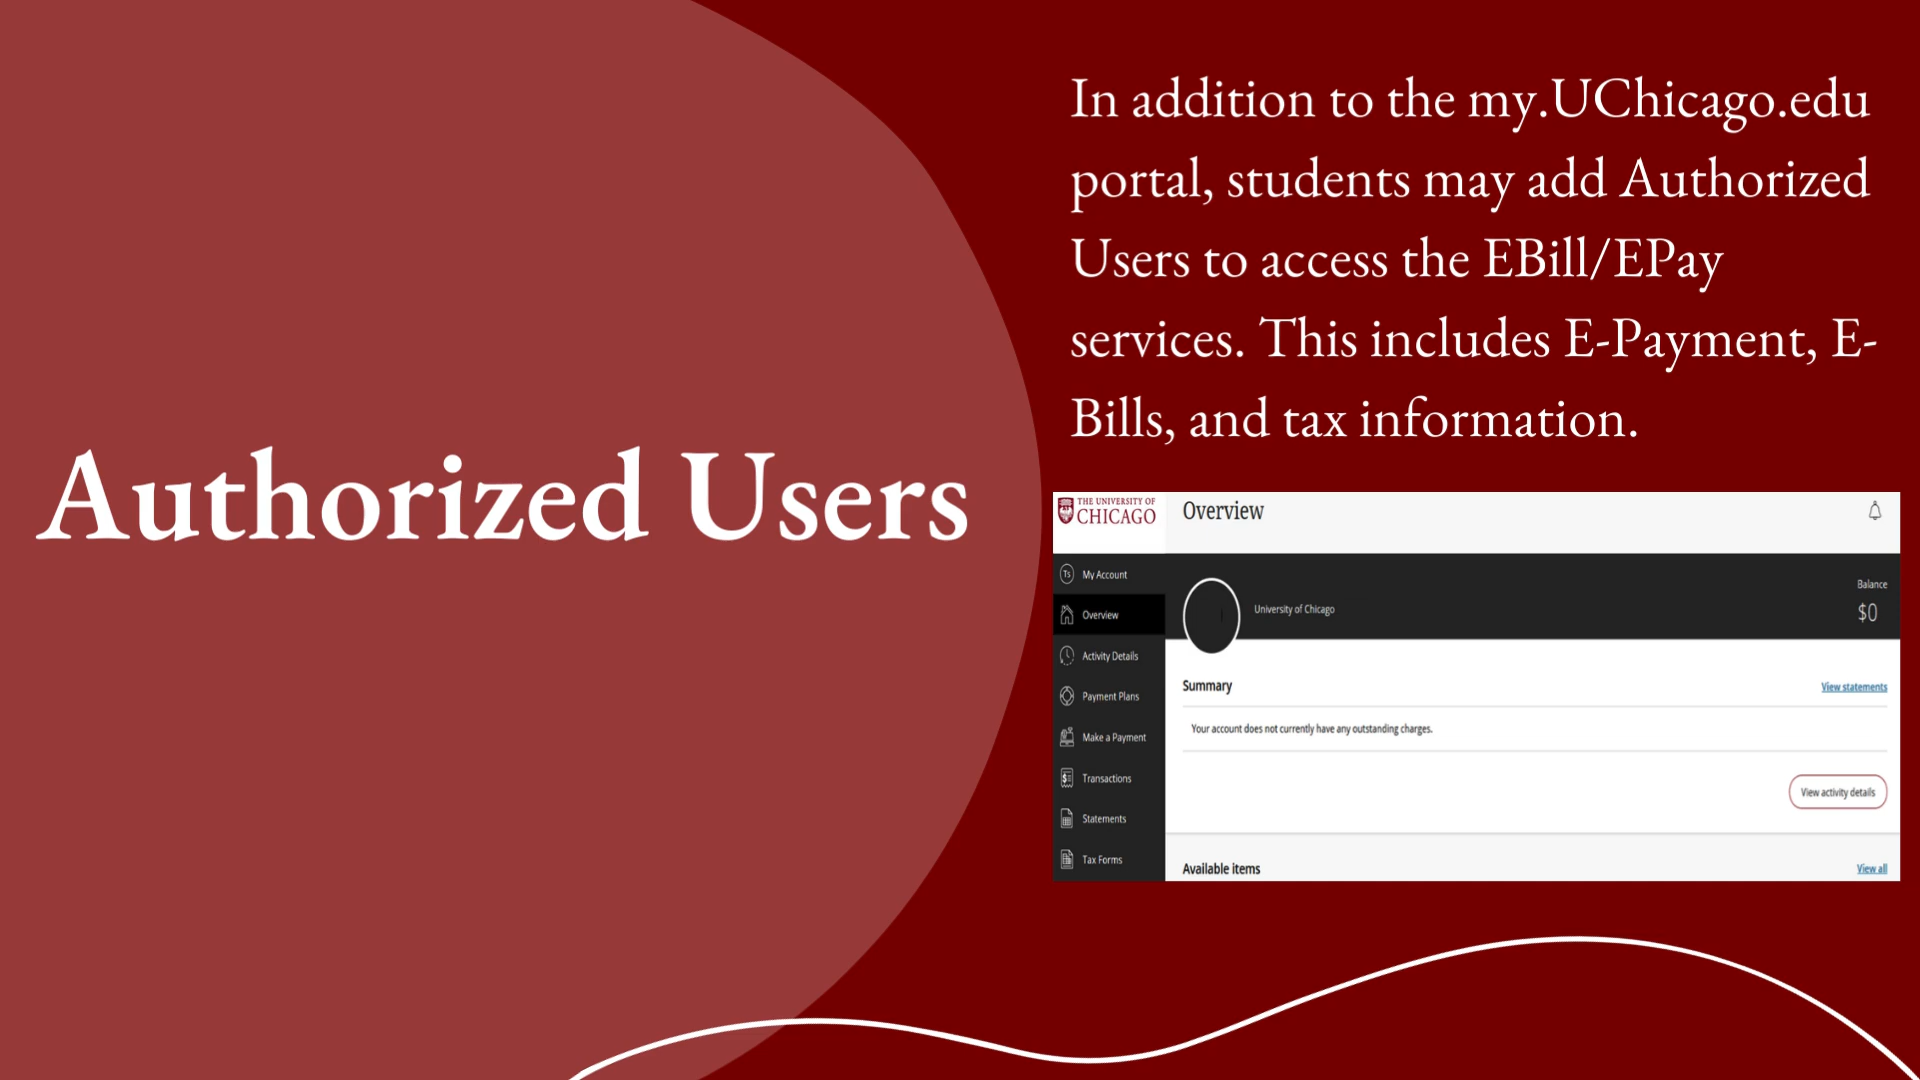 Authorized Users
In addition to the my.UChicago.edu
portal, students may add Authorized
Users to access the EBill/EPay
services. This includes E-Payment, E-
Bills, and tax information.
THE UNIVERSITY OF
CHICAGO
Overview
My Account
Overview
Activity Details
Payment Plans
Make a Payment
Transactions
Statements
Tax Forms
University of Chicago
Balance
$0
Summary
View statements
Your account does not currently have any outstanding charges.
View activity details
Available items
View all